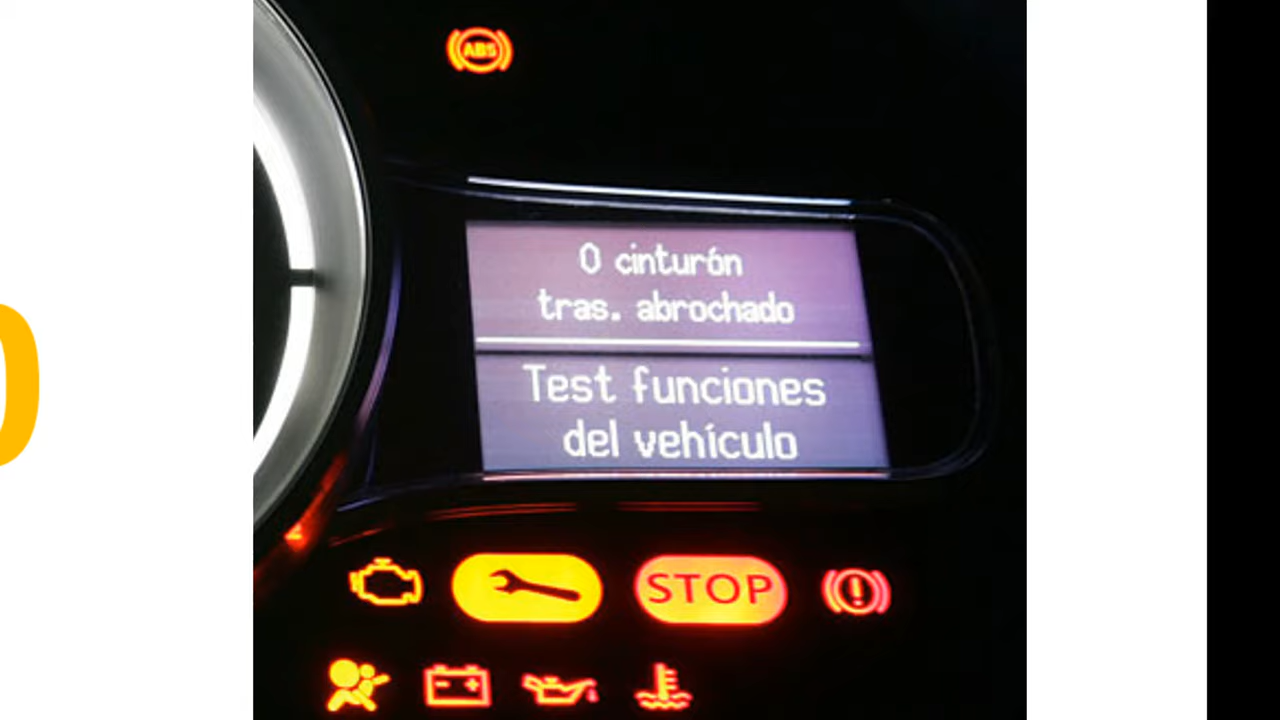 ABS
0 cinturón
tras. abrochado
Test funciones
del vehículo
STOP